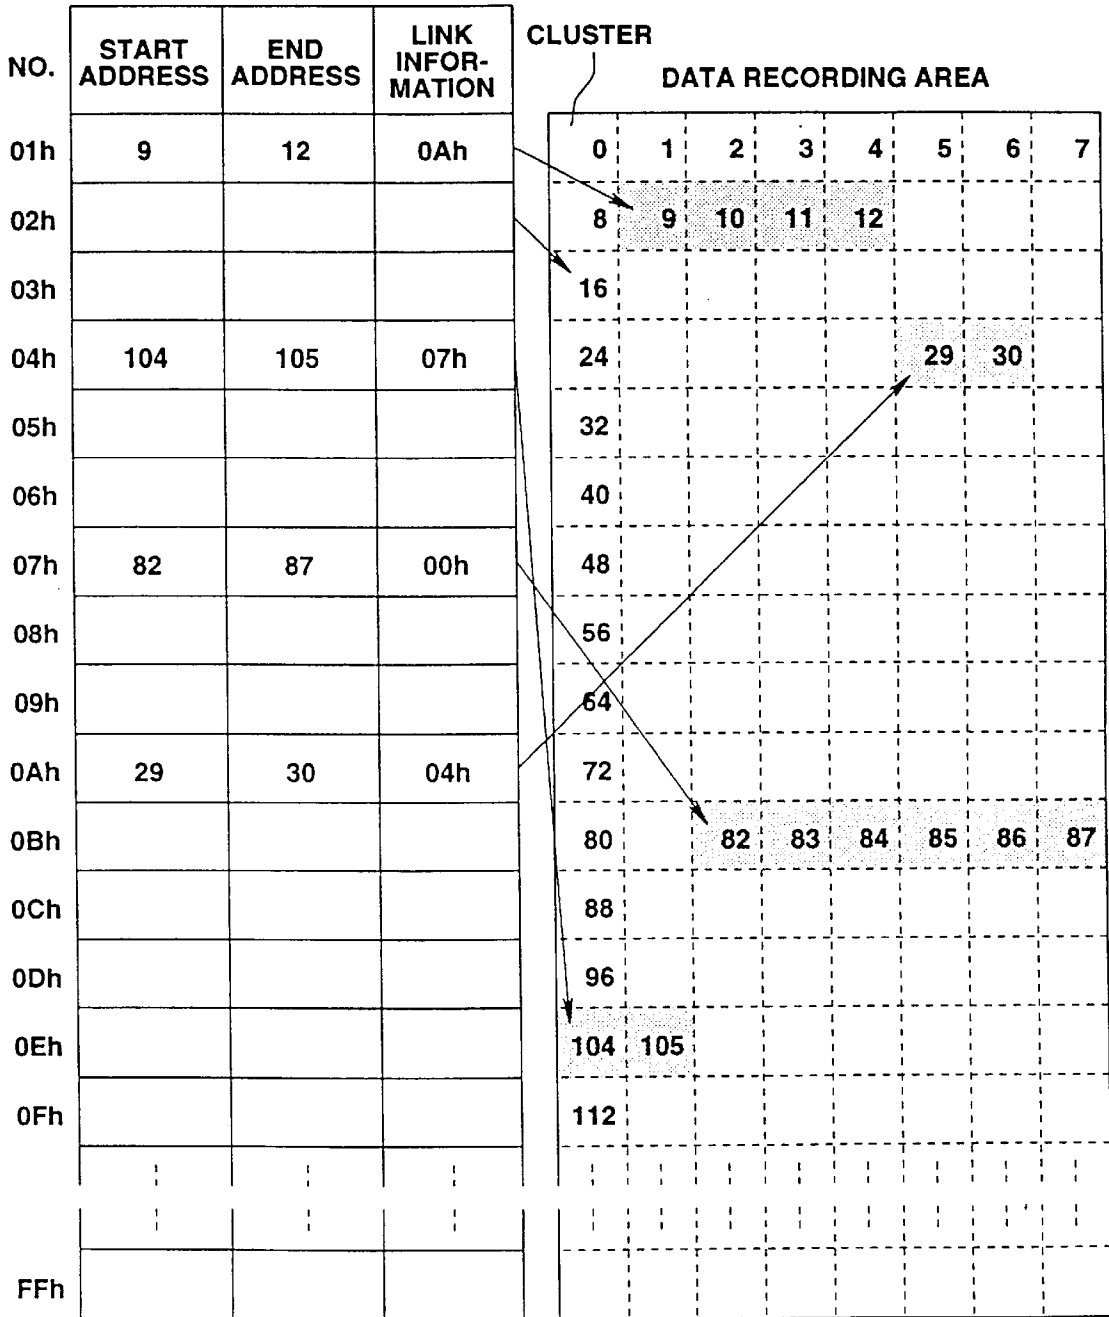 NO.
START ADDRESS
END ADDRESS
LINK INFOR- MATION
CLUSTER
DATA RECORDING AREA
01h 9 12 0Ah 0 1 2 3 4 5 6 7
02h 8 9 10 11 12
03h 16
04h 104 105 07h 24 29 30
05h 32
06h 40
07h 82 87 00h 48
08h 56
09h 64
0Ah 29 30 04h 72
0Bh 80 82 83 84 85 86 87
0Ch 88
0Dh 96
0Eh 104 105
0Fh 112
FFh